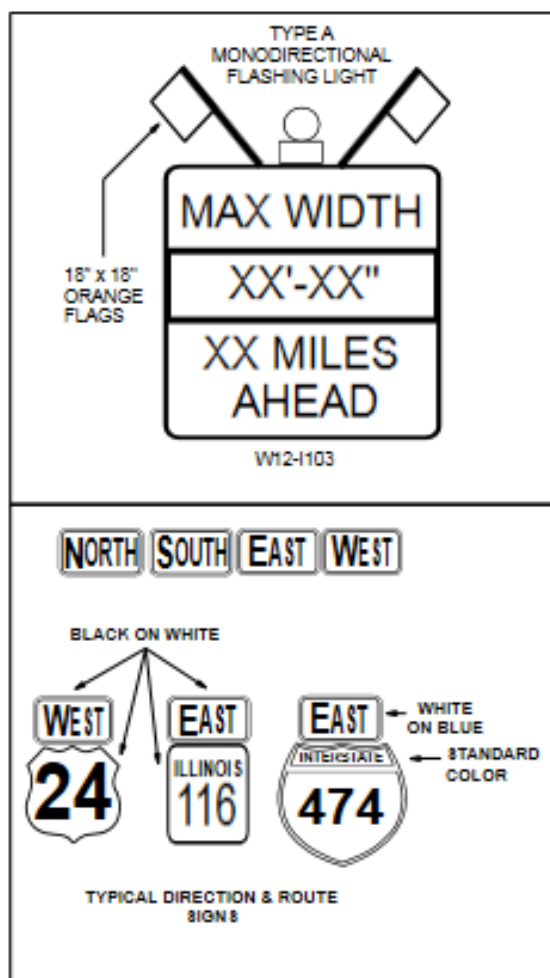 TYPE A
MONODIRECTIONAL
FLASHING LIGHT
MAX WIDTH
18" x 18"
ORANGE
FLAGS
XX'-XX"
XX MILES
AHEAD
W12-I103
NORTH SOUTH EAST WEST
BLACK ON WHITE
WEST EAST EAST
WHITE
ON BLUE
24
ILLINOIS
116
INTERSTATE
474
STANDARD
COLOR
TYPICAL DIRECTION & ROUTE
SIGNS